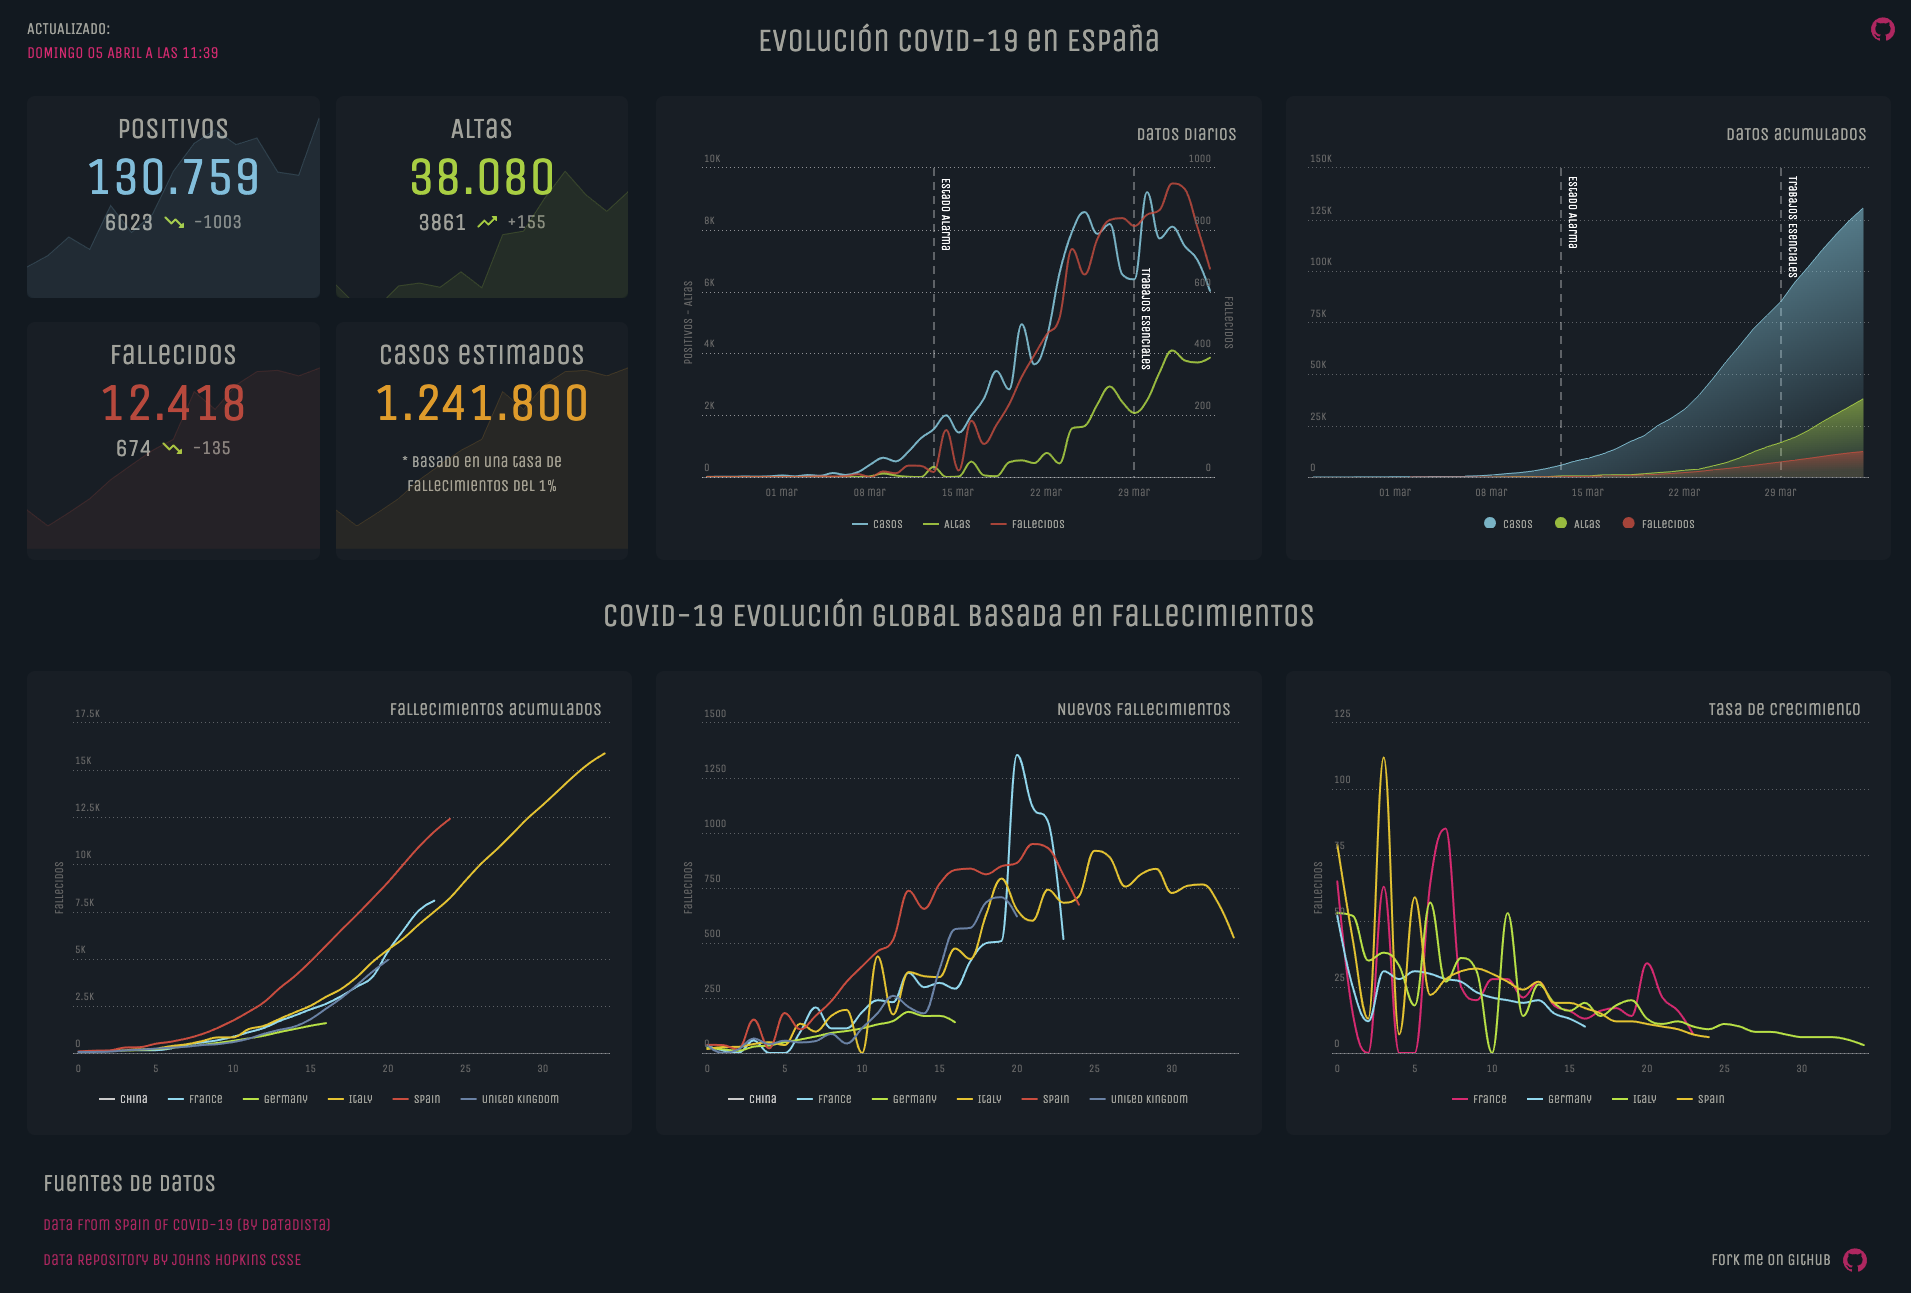 ACTUALIZADO:
DOMINGO 05 ABRIL A LAS 11:39
Evolución COVID-19 en España
Positivos
130.759
6023 -1003
Altas
38.080
3861 +155
Fallecidos
12.418
674 -135
Casos estimados
1.241.800
* Basado en una tasa de
fallecimientos del 1%
Datos diarios
10K
8K
6K
4K
2K
0
1000
800
600
400
200
0
Positivos - Altas
Fallecidos
Estado Alarma
Trabajos Esenciales
01 mar
08 mar
15 mar
22 mar
29 mar
Casos
Altas
Fallecidos
Datos acumulados
150K
125K
100K
75K
50K
25K
0
Estado Alarma
Trabajos Esenciales
01 mar
08 mar
15 mar
22 mar
29 mar
Casos
Altas
Fallecidos
COVID-19 Evolución Global basada en fallecimientos
Fallecimientos acumulados
17.5K
15K
12.5K
10K
7.5K
5K
2.5K
0
Fallecidos
0
5
10
15
20
25
30
China
France
Germany
Italy
Spain
United Kingdom
Nuevos fallecimientos
1500
1250
1000
750
500
250
0
Fallecidos
0
5
10
15
20
25
30
China
France
Germany
Italy
Spain
United Kingdom
Tasa de crecimiento
125
100
75
50
25
0
Fallecidos
0
5
10
15
20
25
30
France
Germany
Italy
Spain
Fuentes de datos
Data from Spain of COVID-19 (by Datadista)
Data Repository by Johns Hopkins CSSE
Fork me on GitHub